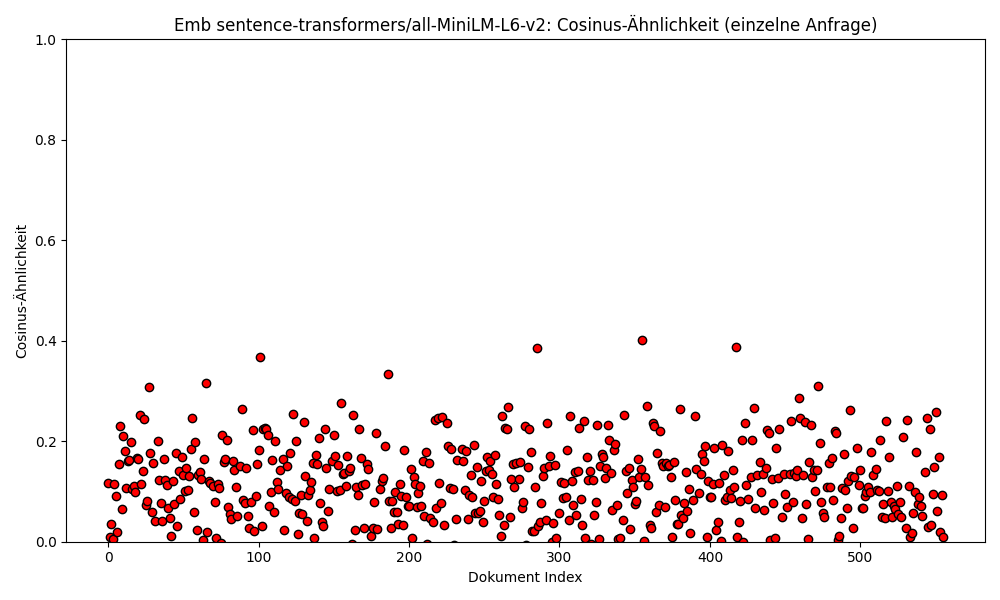 Emb sentence-transformers/all-MiniLM-L6-v2: Cosinus-Ähnlichkeit (einzelne Anfrage)
1.0
0.8
0.6
0.4
0.2
0.0
Cosinus-Ähnlichkeit
0 100 200 300 400 500
Dokument Index